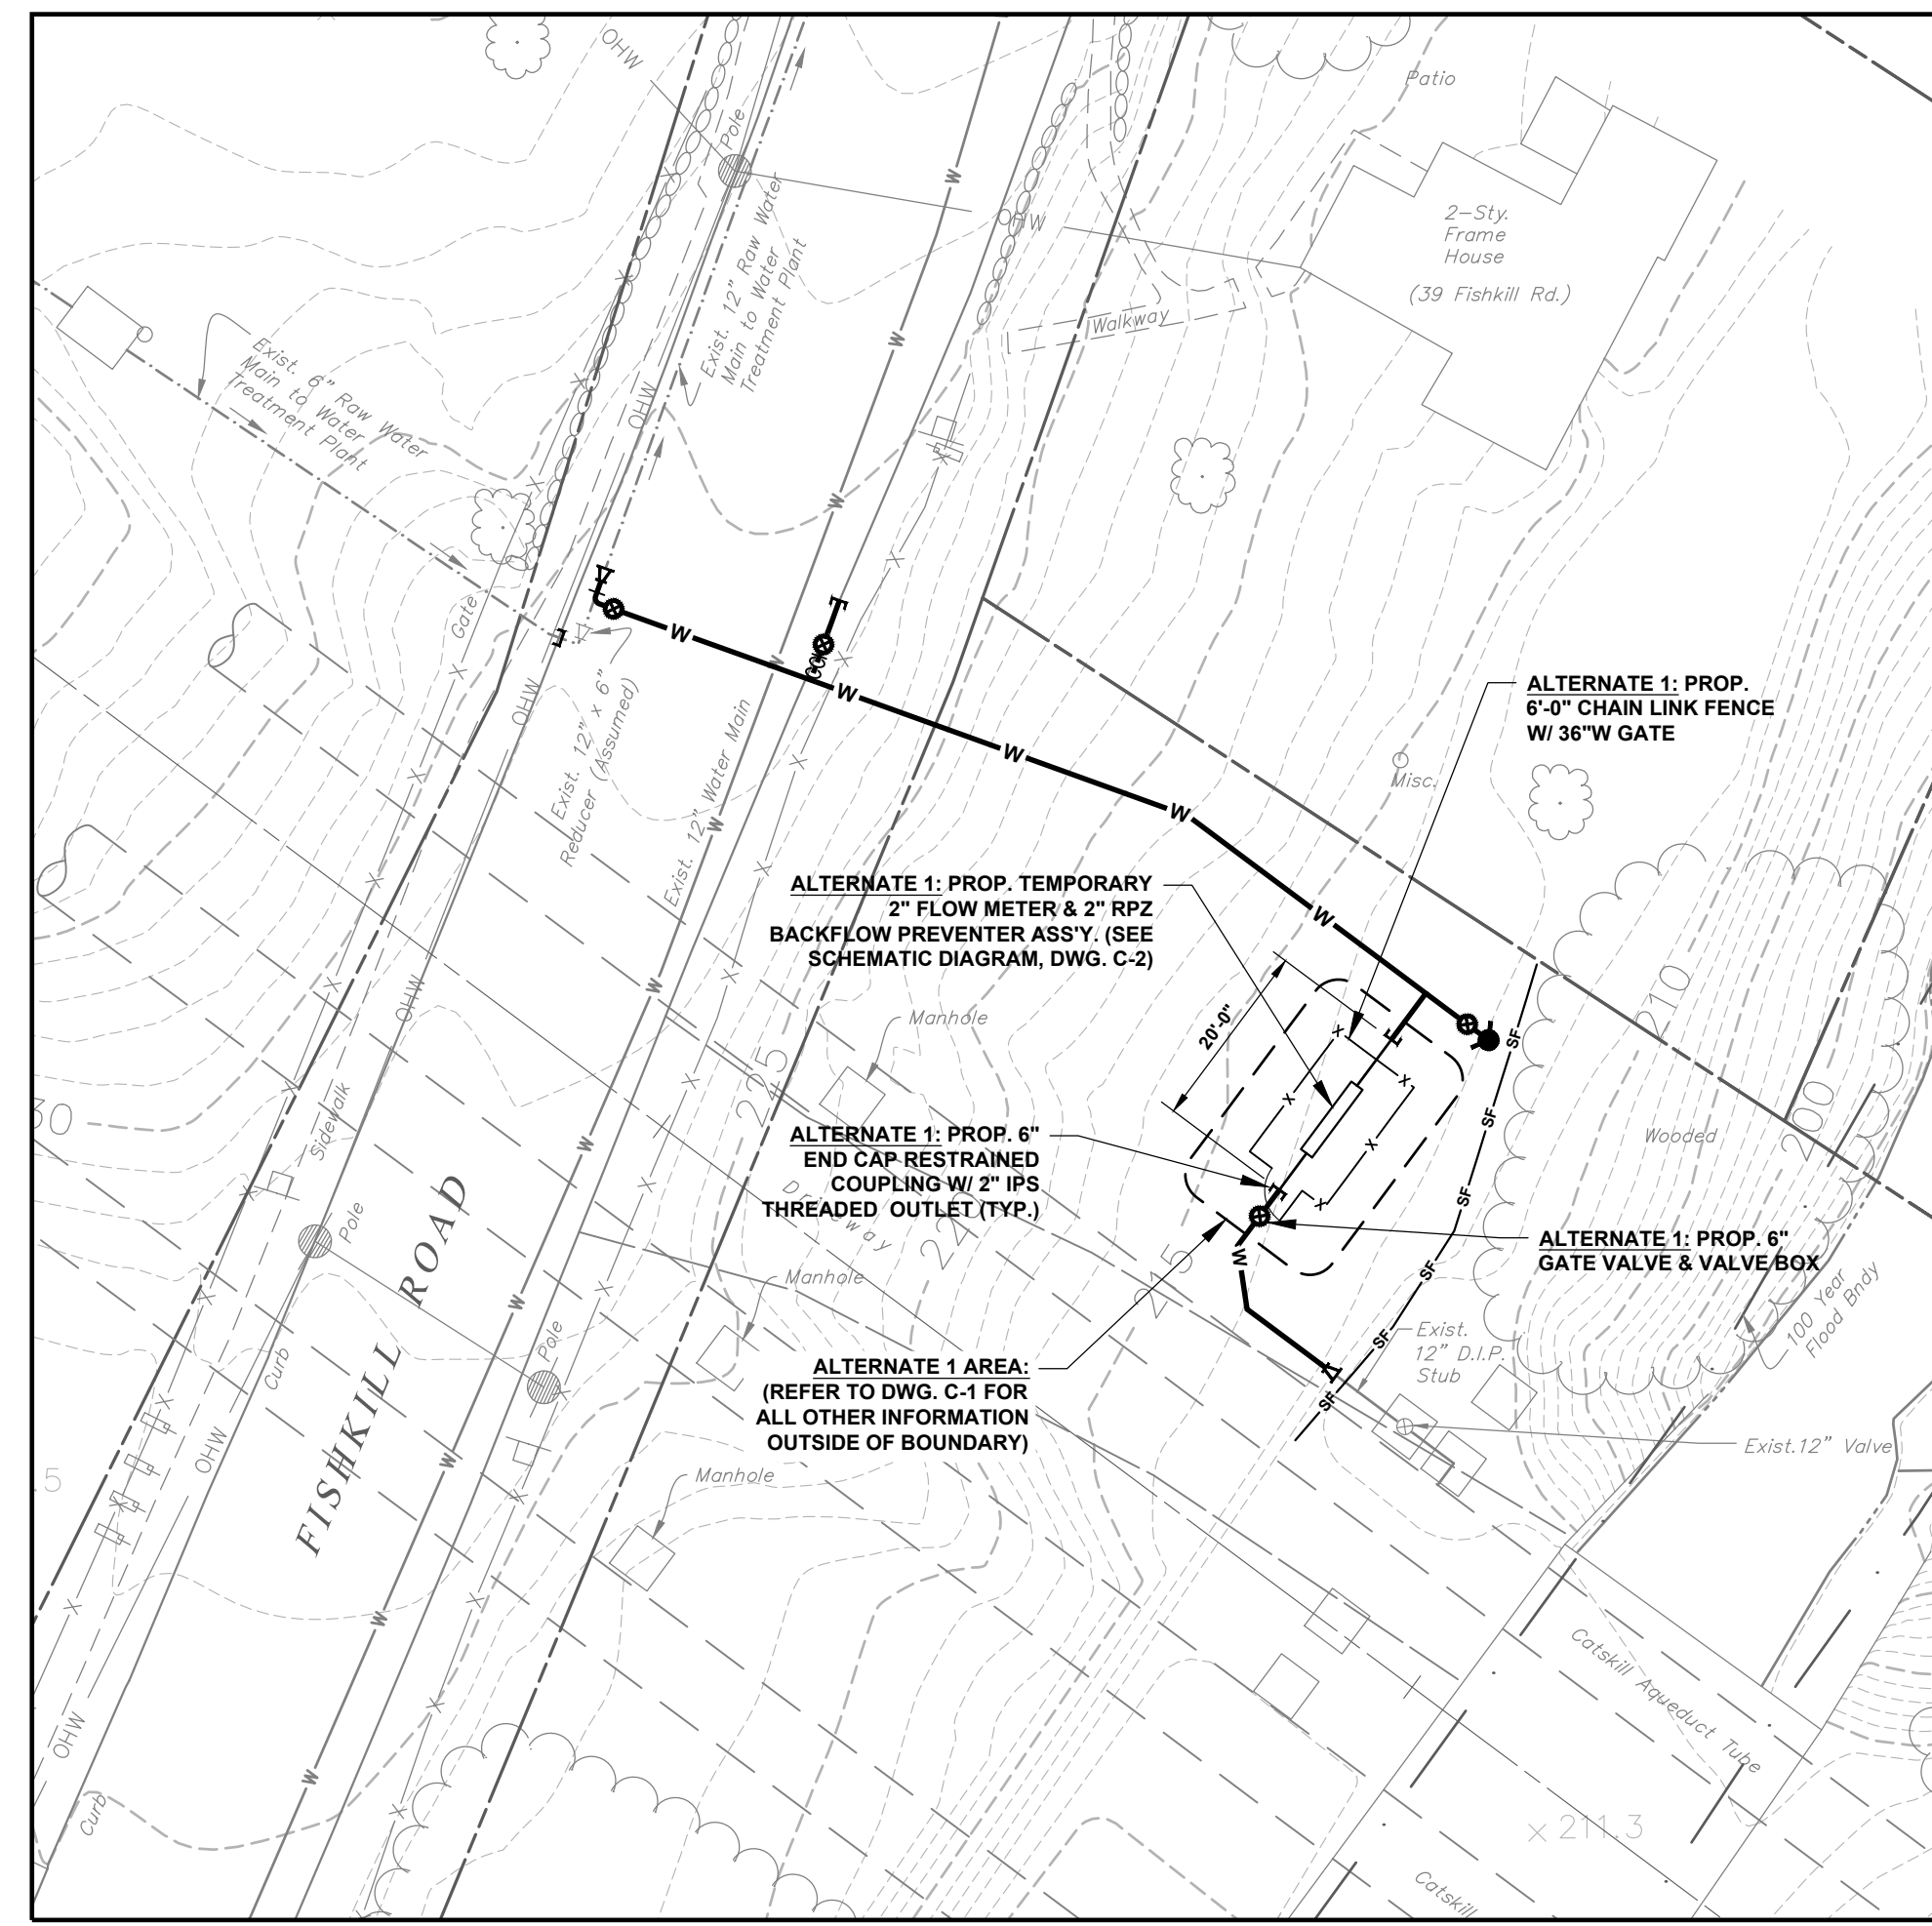 OHW
Patio
Pole
2-Sty.
Frame
House
(39 Fishkill Rd.)
OHW
Walkway
W
W
W
Exist. 12" Raw Water
Main to Water
Treatment Plant
Exist. 6" Raw Water
Main to Water
Treatment Plant
OHW
Gate
W
W
W
W
W
OHW
Exist. 12" x 6"
Reducer (Assumed)
Exist. 12" Water Main
W
W
Misc.
ALTERNATE 1: PROP.
6'-0" CHAIN LINK FENCE
W/ 36"W GATE
ALTERNATE 1: PROP. TEMPORARY
2" FLOW METER & 2" RPZ
BACKFLOW PREVENTER ASS'Y. (SEE
SCHEMATIC DIAGRAM, DWG. C-2)
OHW
Manhole
20'-0"
SF
SF
SF
SF
SF
SF
210
200
225
220
215
30
Sidewalk
Wooded
ALTERNATE 1: PROP. 6"
END CAP RESTRAINED
COUPLING W/ 2" IPS
THREADED OUTLET (TYP.)
Driveway
W
W
W
ALTERNATE 1: PROP. 6"
GATE VALVE & VALVE BOX
Pole
FISHKILL ROAD
Manhole
Pole
Curb
100 Year
Flood Bndy
Exist.
12" D.I.P.
Stub
ALTERNATE 1 AREA:
(REFER TO DWG. C-1 FOR
ALL OTHER INFORMATION
OUTSIDE OF BOUNDARY)
OHW
W
Exist.12" Valve
Manhole
.5
W
Catskill Aqueduct Tube
OHW
W
Curb
x 211.3
Catskill